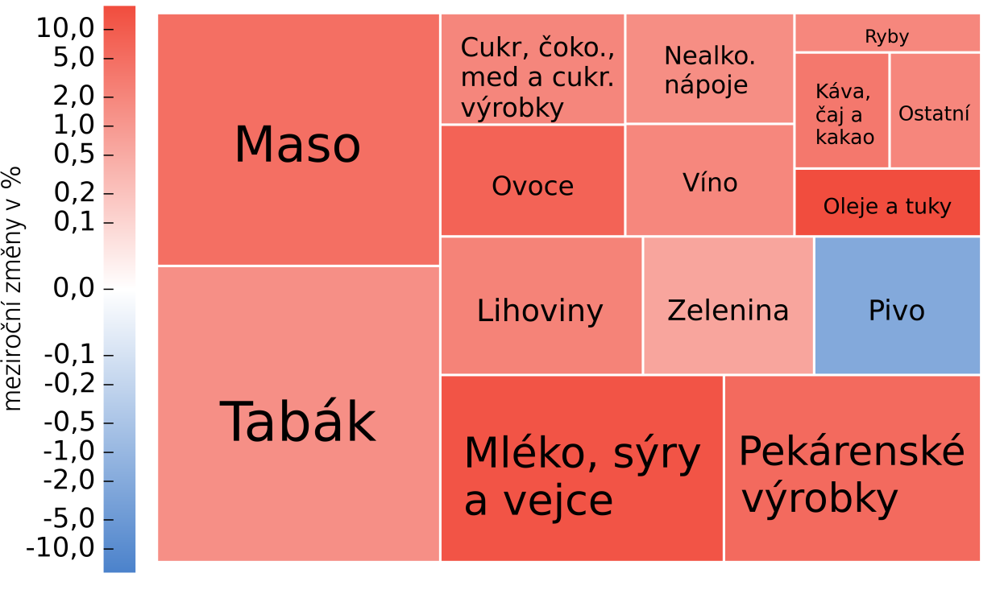 10,0
5,0
2,0
1,0
0,5
0,2
0,1
0,0
-0,1
-0,2
-0,5
-1,0
-2,0
-5,0
-10,0
meziroční změny v %
Maso
Tabák
Cukr, čoko.,
med a cukr.
výrobky
Nealko.
nápoje
Ryby
Káva,
čaj a
kakao
Ostatní
Ovoce
Víno
Oleje a tuky
Lihoviny
Zelenina
Pivo
Mléko, sýry
a vejce
Pekárenské
výrobky